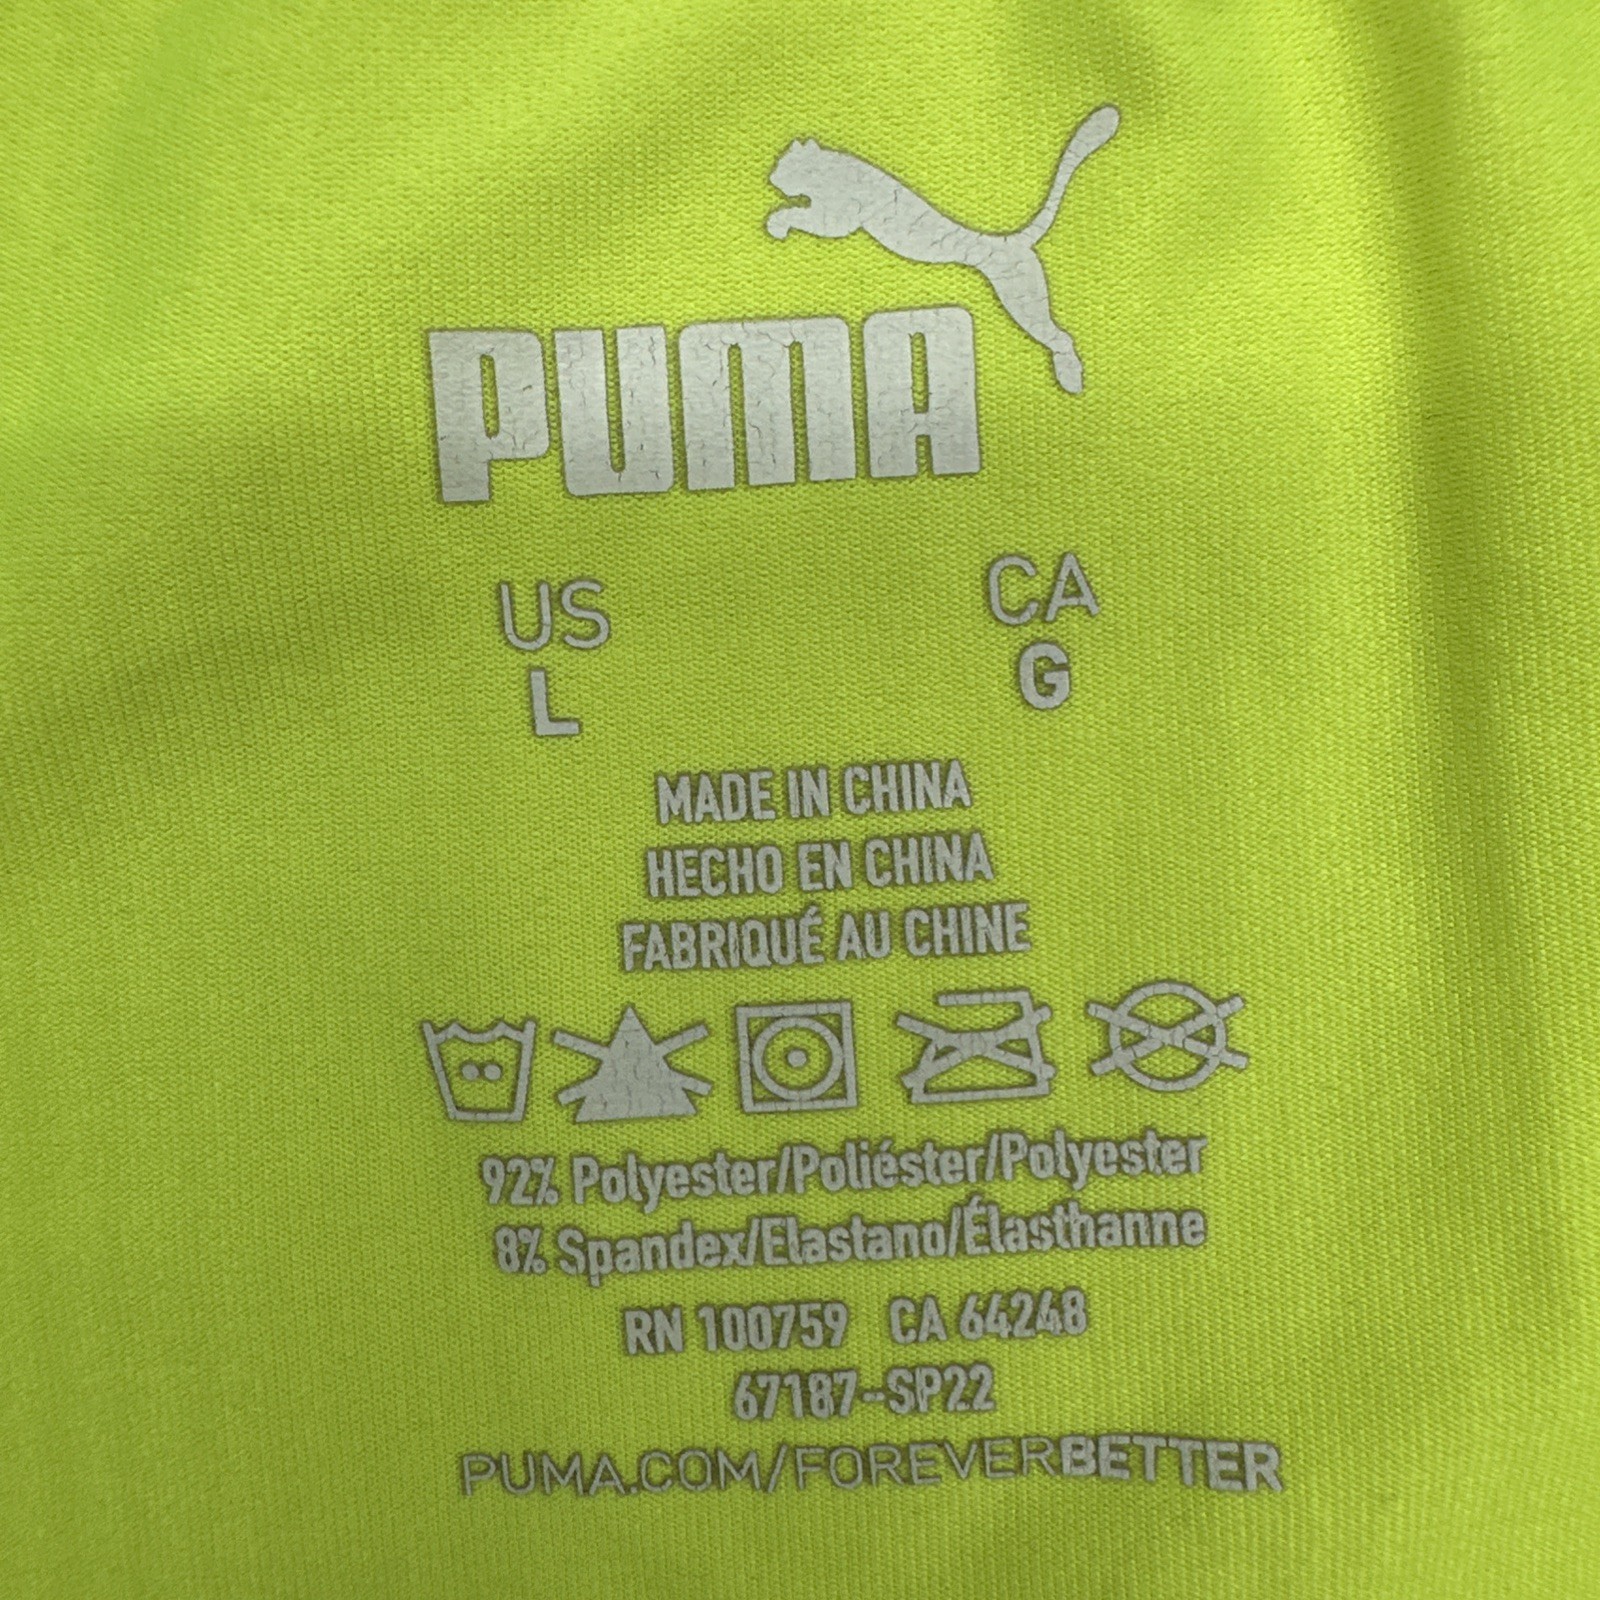 PUMA
US CA
L G
MADE IN CHINA
HECHO EN CHINA
FABRIQUÉ AU CHINE
92% Polyester/Poliéster/Polyester
8% Spandex/Elastano/Élasthanne
RN 100759 CA 64248
67187-SP22
PUMA.COM/FOREVERBETTER